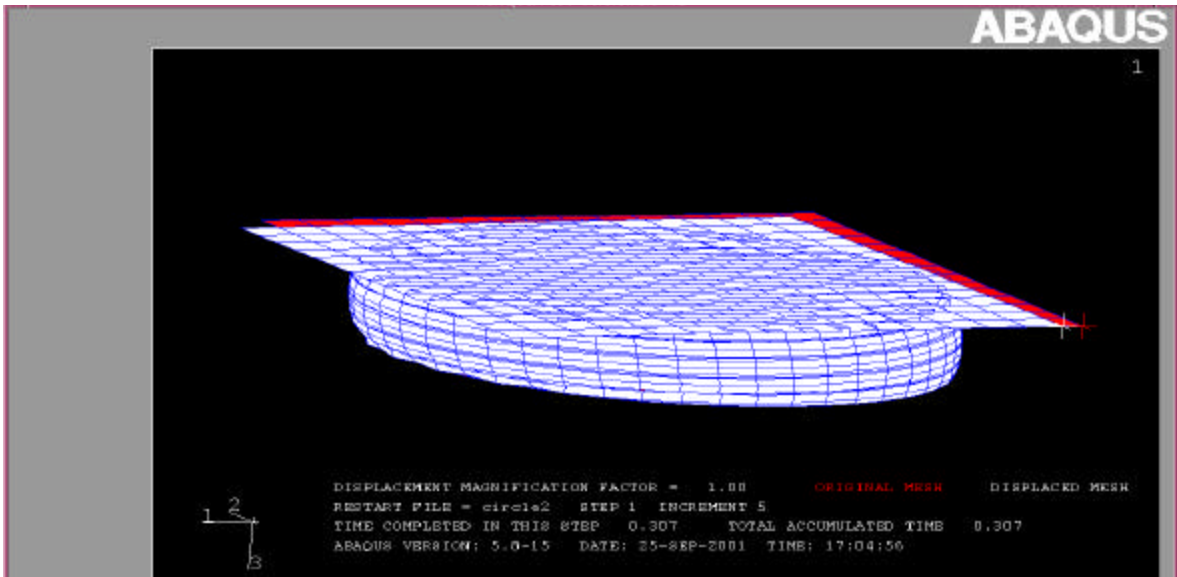 ABAQUS
1
DISPLACEMENT MAGNIFICATION FACTOR = 1.00 ORIGINAL MESH DISPLACED MESH
RESTART FILE = circle2 STEP 1 INCREMENT 5
TIME COMPLETED IN THIS STEP 0.307 TOTAL ACCUMULATED TIME 0.307
ABAQUS VERSION: 5.8-15 DATE: 25-SEP-2001 TIME: 17:04:56
2
1
3